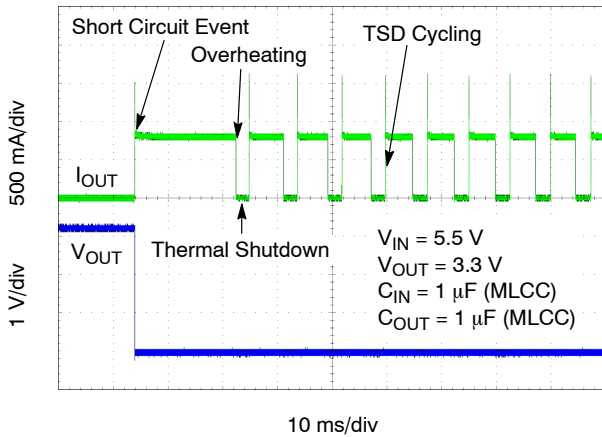 Short Circuit Event
Overheating
TSD Cycling
500 mA/div
IOUT
VOUT
Thermal Shutdown
1 V/div
VIN = 5.5 V
VOUT = 3.3 V
CIN = 1 μF (MLCC)
COUT = 1 μF (MLCC)
10 ms/div